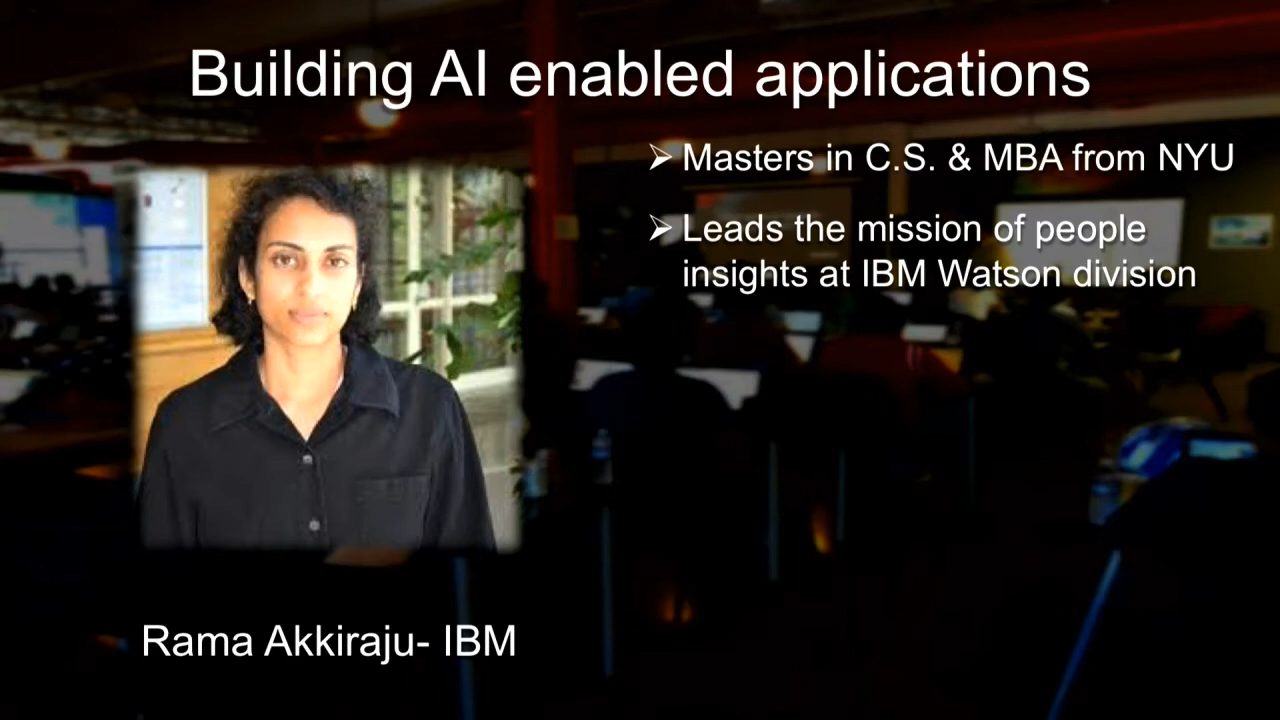 Building AI enabled applications
➢ Masters in C.S. & MBA from NYU
➢ Leads the mission of people
insights at IBM Watson division
Rama Akkiraju- IBM